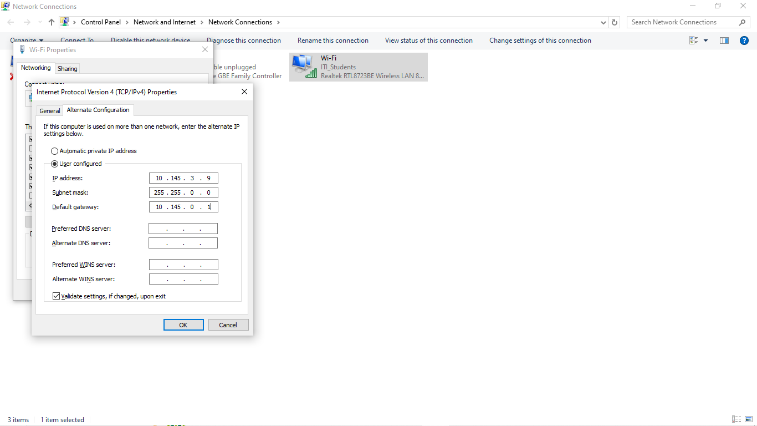 Network Connections
Control Panel > Network and Internet > Network Connections >
Search Network Connections
Organize Connect To Disable this network device Diagnose this connection Rename this connection View status of this connection Change settings of this connection
Wi-Fi Properties
Networking Sharing
ble unplugged
e GBE Family Controller
Wi-Fi
ITI_Students
Realtek RTL8723BE Wireless LAN 8...
Internet Protocol Version 4 (TCP/IPv4) Properties
General Alternate Configuration
If this computer is used on more than one network, enter the alternate IP
settings below.
Automatic private IP address
User configured
IP address: 10 . 145 . 3 . 9
Subnet mask: 255 . 255 . 0 . 0
Default gateway: 10 . 145 . 0 . 1
Preferred DNS server: . . .
Alternate DNS server: . . .
Preferred WINS server: . . .
Alternate WINS server: . . .
Validate settings, if changed, upon exit
OK Cancel
3 items 1 item selected